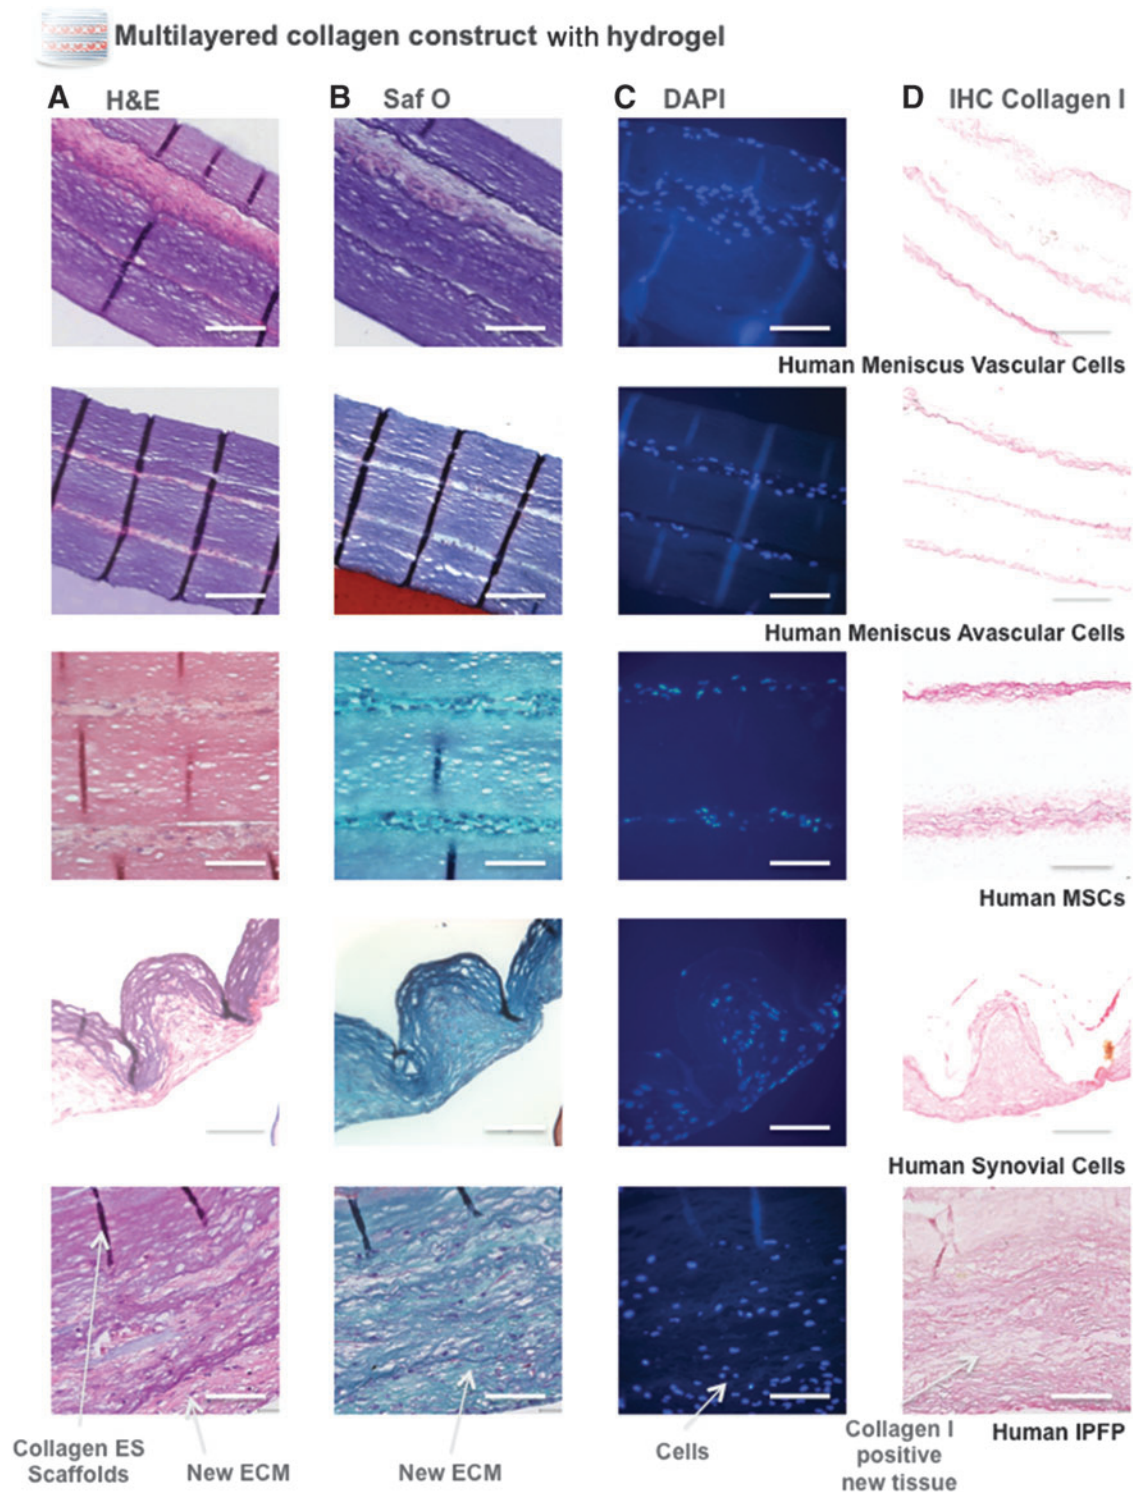 Multilayered collagen construct with hydrogel
A H&E
B Saf O
C DAPI
D IHC Collagen I
Human Meniscus Vascular Cells
Human Meniscus Avascular Cells
Human MSCs
Human Synovial Cells
Human IPFP
Collagen ES
Scaffolds
New ECM
New ECM
Cells
Collagen I
positive
new tissue